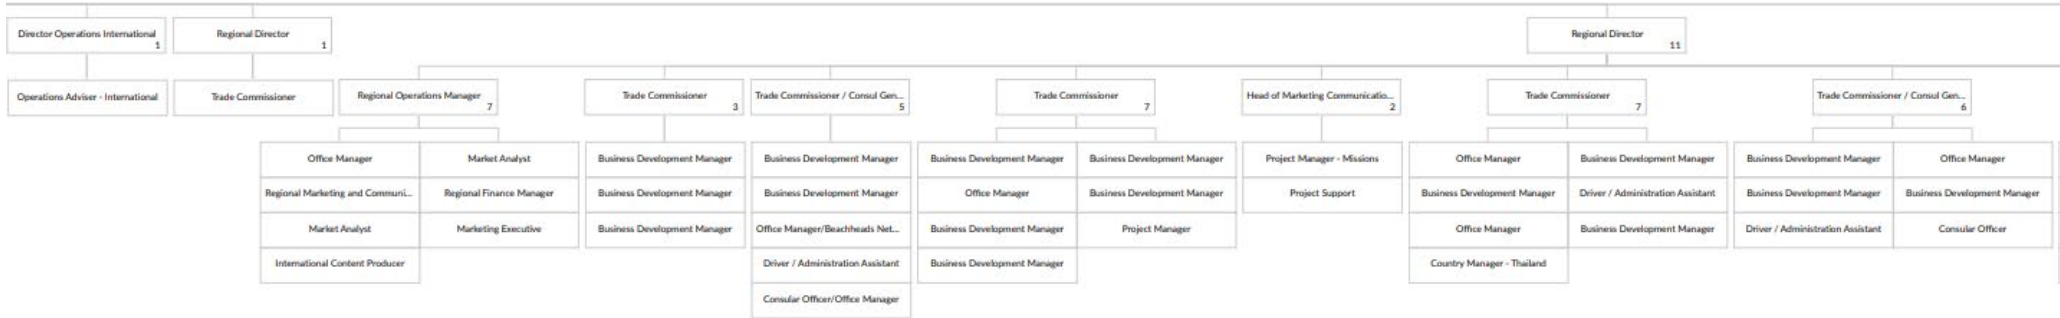 Director Operations International
1
Regional Director
1
Regional Director
11
Operations Adviser - International
Trade Commissioner
Regional Operations Manager
7
Trade Commissioner
3
Trade Commissioner / Consul Gen...
5
Trade Commissioner
7
Head of Marketing Communicatio...
2
Trade Commissioner
7
Trade Commissioner / Consul Gen...
6
Office Manager
Regional Marketing and Communi...
Market Analyst
International Content Producer
Market Analyst
Regional Finance Manager
Marketing Executive
Business Development Manager
Business Development Manager
Business Development Manager
Business Development Manager
Business Development Manager
Office Manager/Beachheads Net...
Driver / Administration Assistant
Consular Officer/Office Manager
Business Development Manager
Office Manager
Business Development Manager
Business Development Manager
Business Development Manager
Business Development Manager
Project Manager
Project Manager - Missions
Project Support
Office Manager
Business Development Manager
Office Manager
Country Manager - Thailand
Business Development Manager
Driver / Administration Assistant
Business Development Manager
Business Development Manager
Business Development Manager
Driver / Administration Assistant
Office Manager
Business Development Manager
Consular Officer